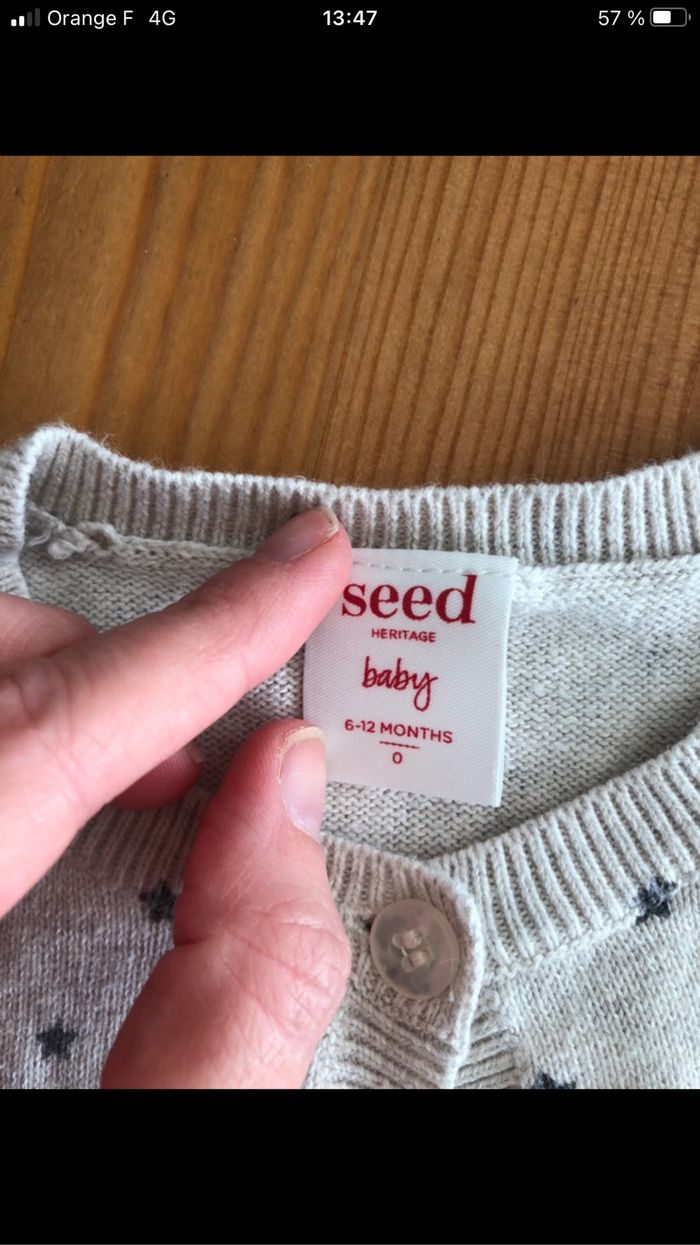 Orange F 4G 13:47 57 %
seed
HERITAGE
baby
6-12 MONTHS
0